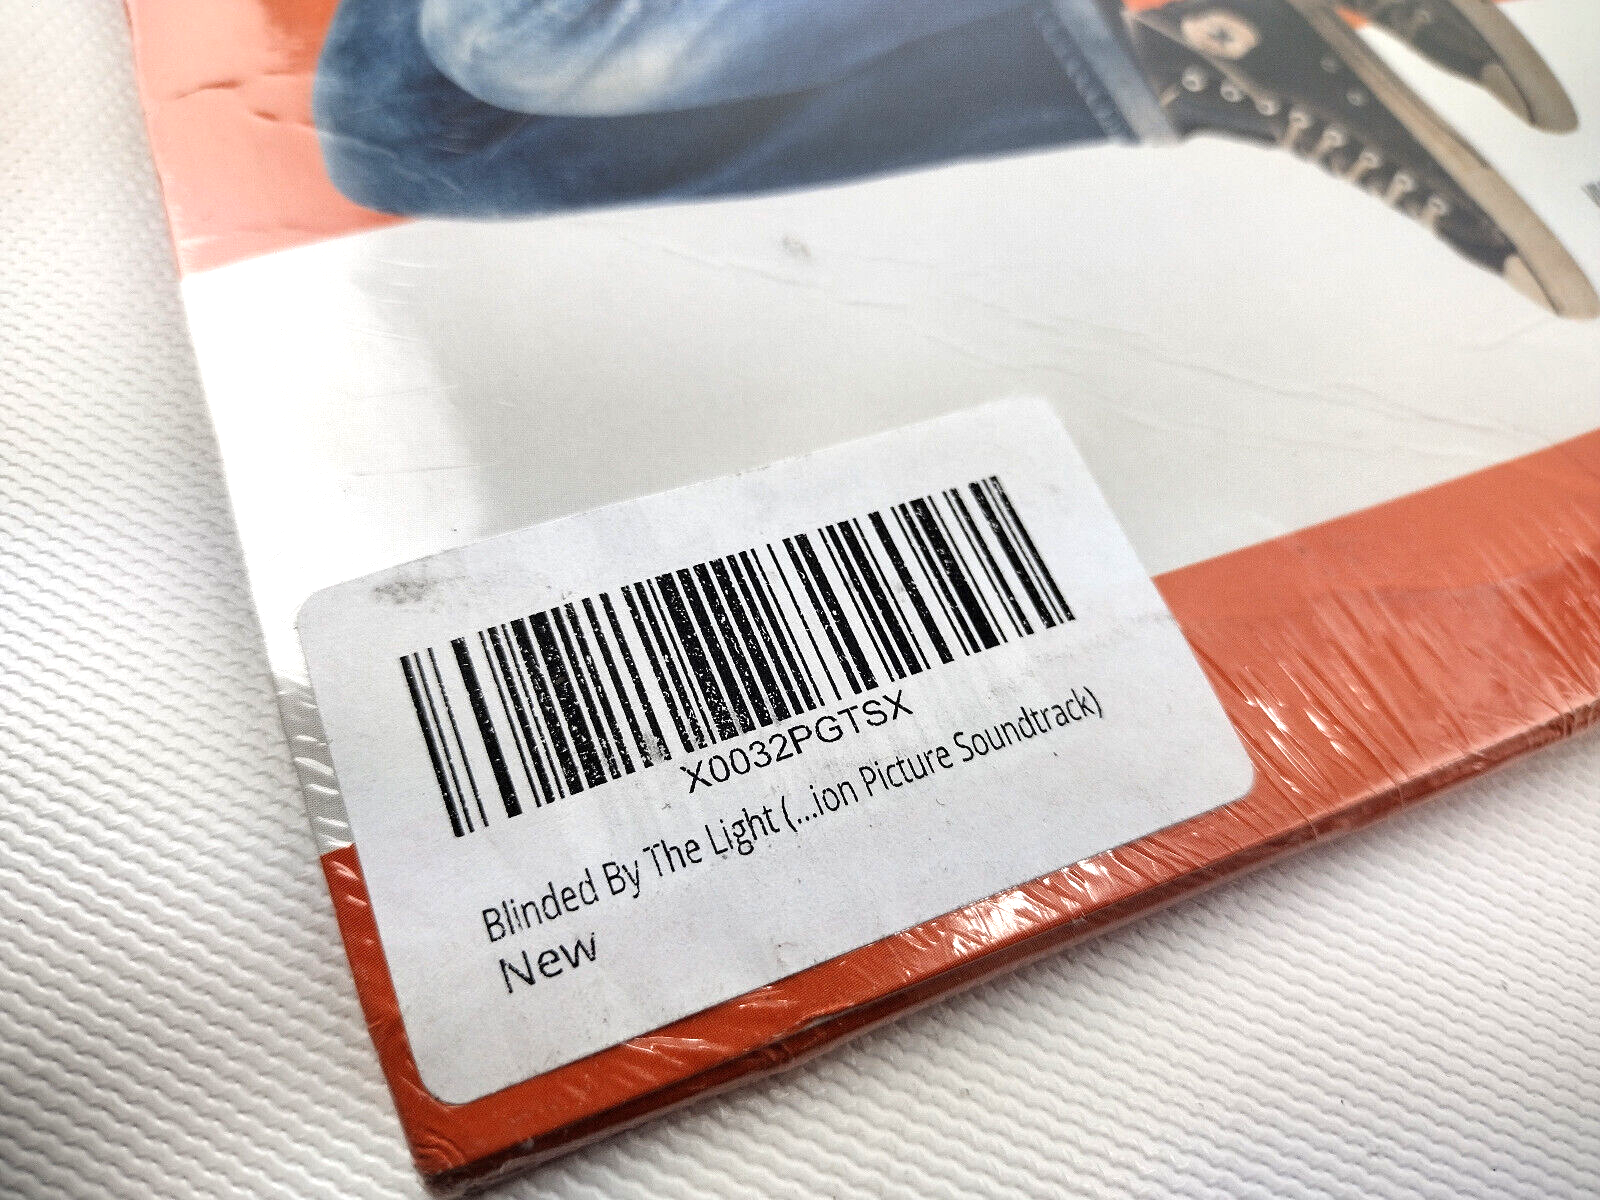 X0032PGTSX
Blinded By The Light (...ion Picture Soundtrack)
New